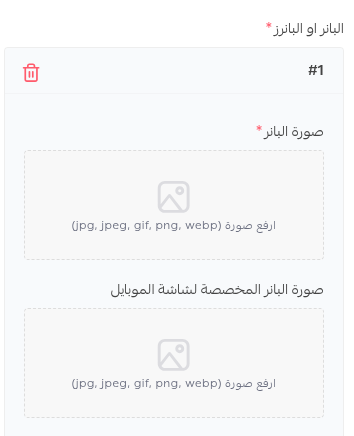 البانر او البانرز *
#1
صورة البانر *
ارفع صورة (jpg, jpeg, gif, png, webp)
صورة البانر المخصصة لشاشة الموبايل
ارفع صورة (jpg, jpeg, gif, png, webp)